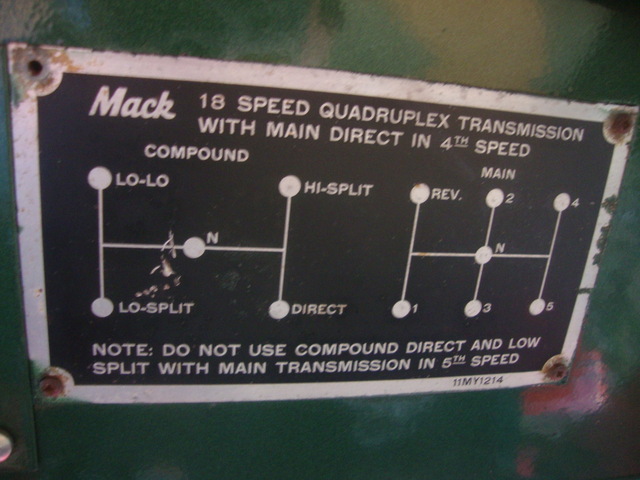 Mack 18 SPEED QUADRUPLEX TRANSMISSION
WITH MAIN DIRECT IN 4TH SPEED
COMPOUND
MAIN
LO-LO
HI-SPLIT
REV.
2
4
N
N
LO-SPLIT
DIRECT
1
3
5
NOTE: DO NOT USE COMPOUND DIRECT AND LOW
SPLIT WITH MAIN TRANSMISSION IN 5TH SPEED
11MY1214